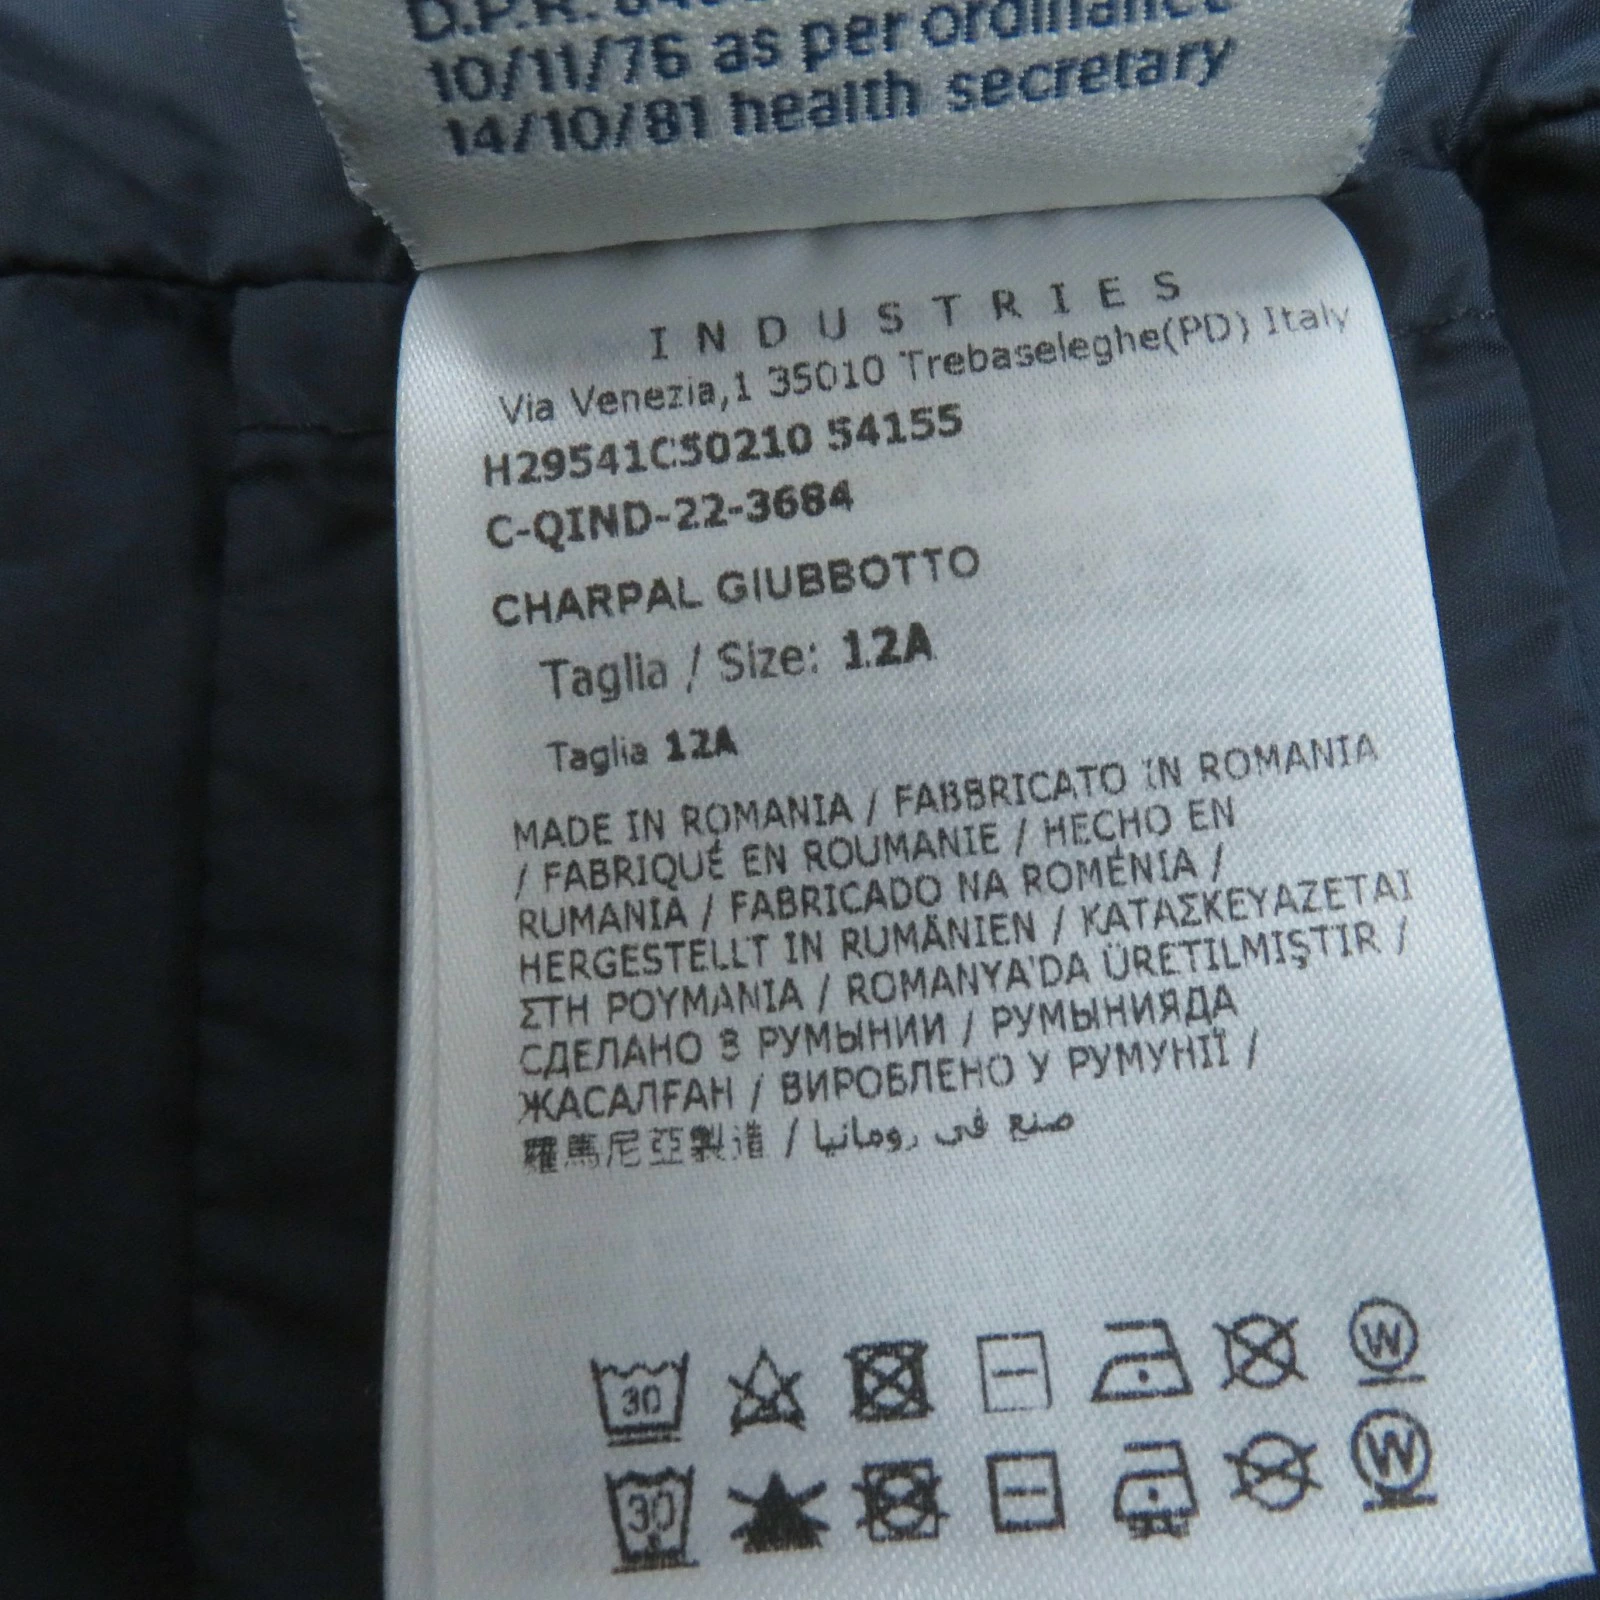 10/11/76 as per ordinance
14/10/81 health secretary
INDUSTRIES
Via Venezia,1 35010 Trebaseleghe(PD) Italy
H29541C50210 54155
C-QIND-22-3684
CHARPAL GIUBBOTTO
Taglia / Size: 12A
Taglia 12A
MADE IN ROMANIA / FABBRICATO IN ROMANIA
/ FABRIQUÉ EN ROUMANIE / HECHO EN
RUMANIA / FABRICADO NA ROMÉNIA /
HERGESTELLT IN RUMÄNIEN / ΚΑΤΑΣΚΕΥΑΖΕΤΑΙ
ΣΤΗ ΡΟΥΜΑΝΙΑ / ROMANYA'DA ÜRETILMIŞTIR /
СДЕЛАНО В РУМЫНИИ / РУМЫНИЯДА
ЖАСАЛҒАН / ВИРОБЛЕНО У РУМУНІЇ /
羅馬尼亞製造 / صنع في رومانيا
30 W
30 W